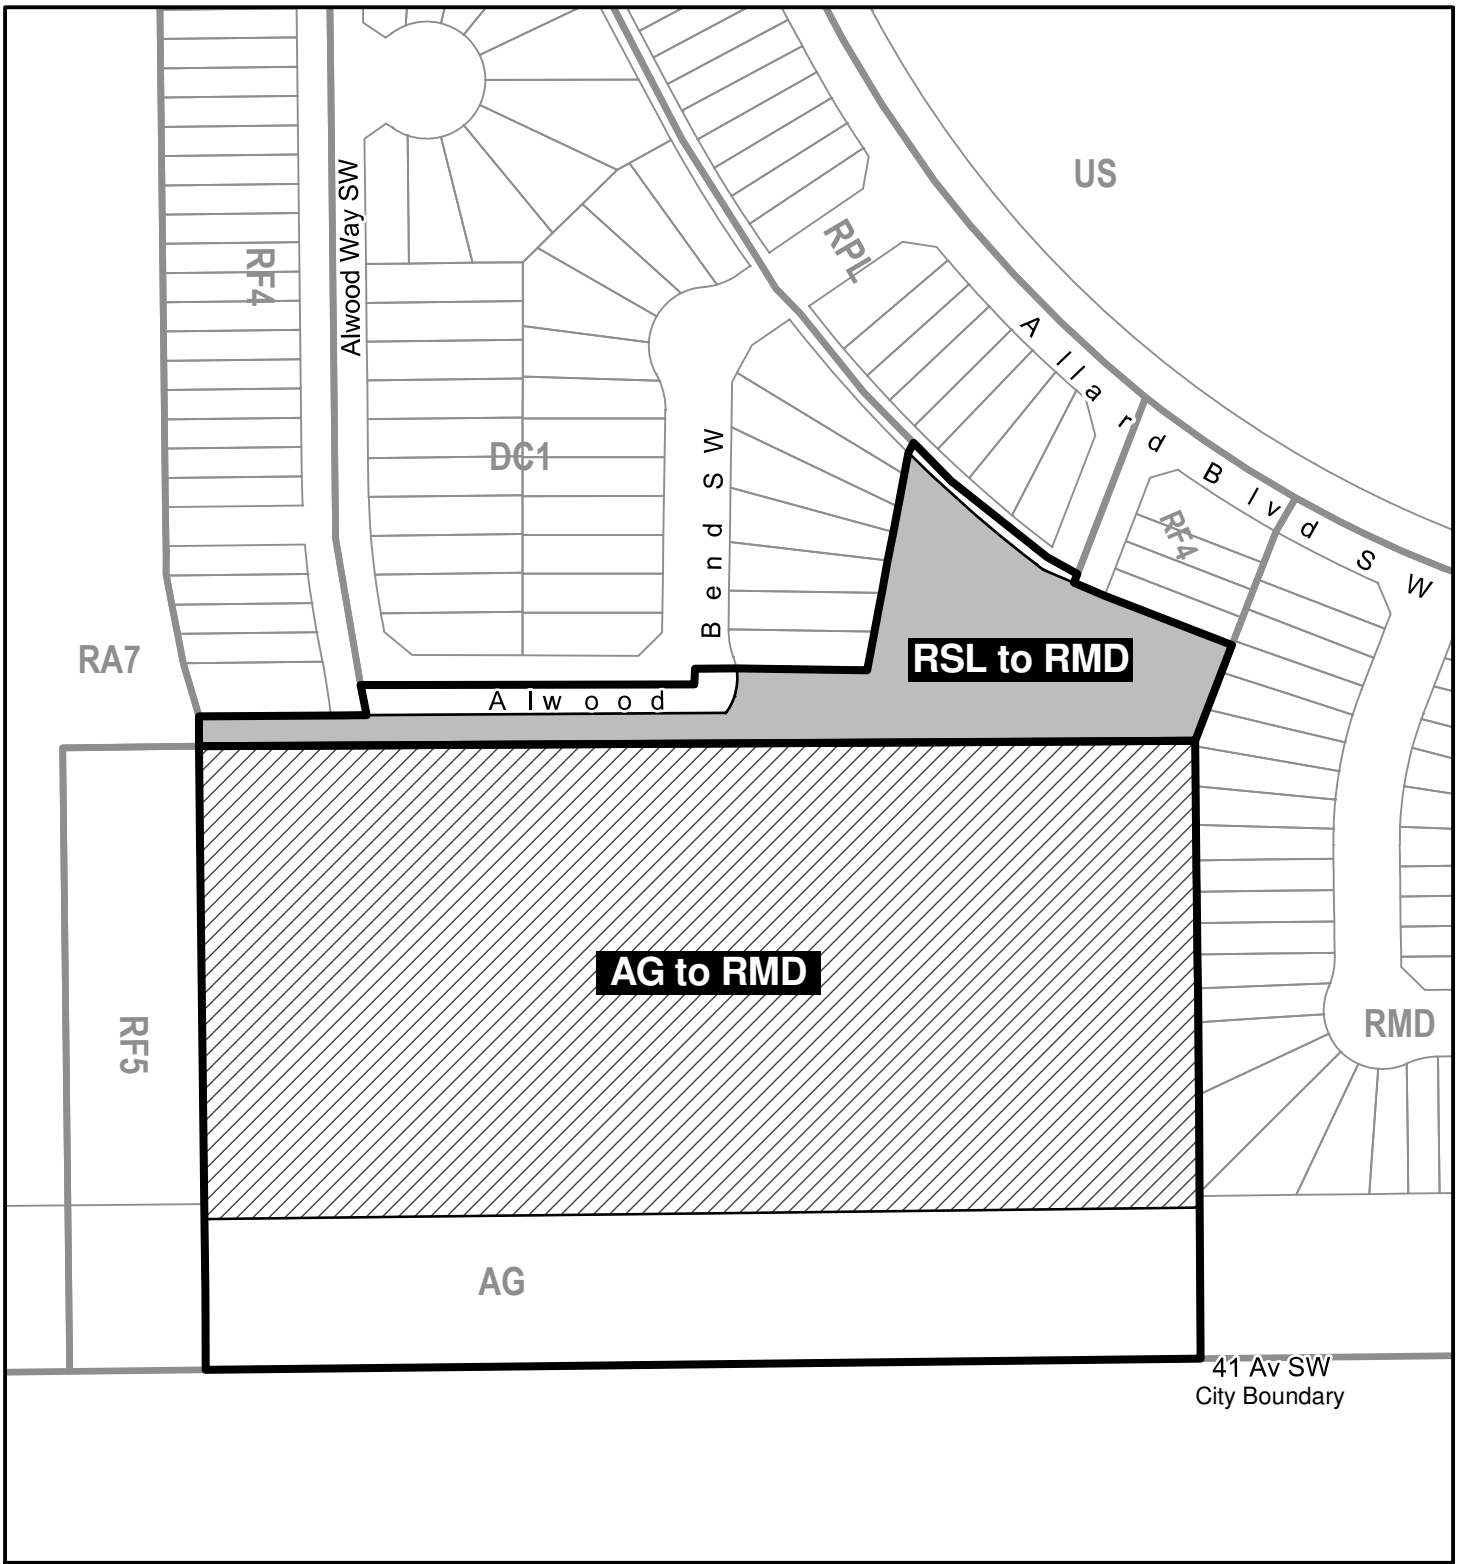 US
RPL
RF4
Alwood Way SW
Allard Blvd SW
DC1
Bend SW
RF4
RA7
RSL to RMD
Alwood
AG to RMD
RF5
RMD
AG
41 Av SW
City Boundary